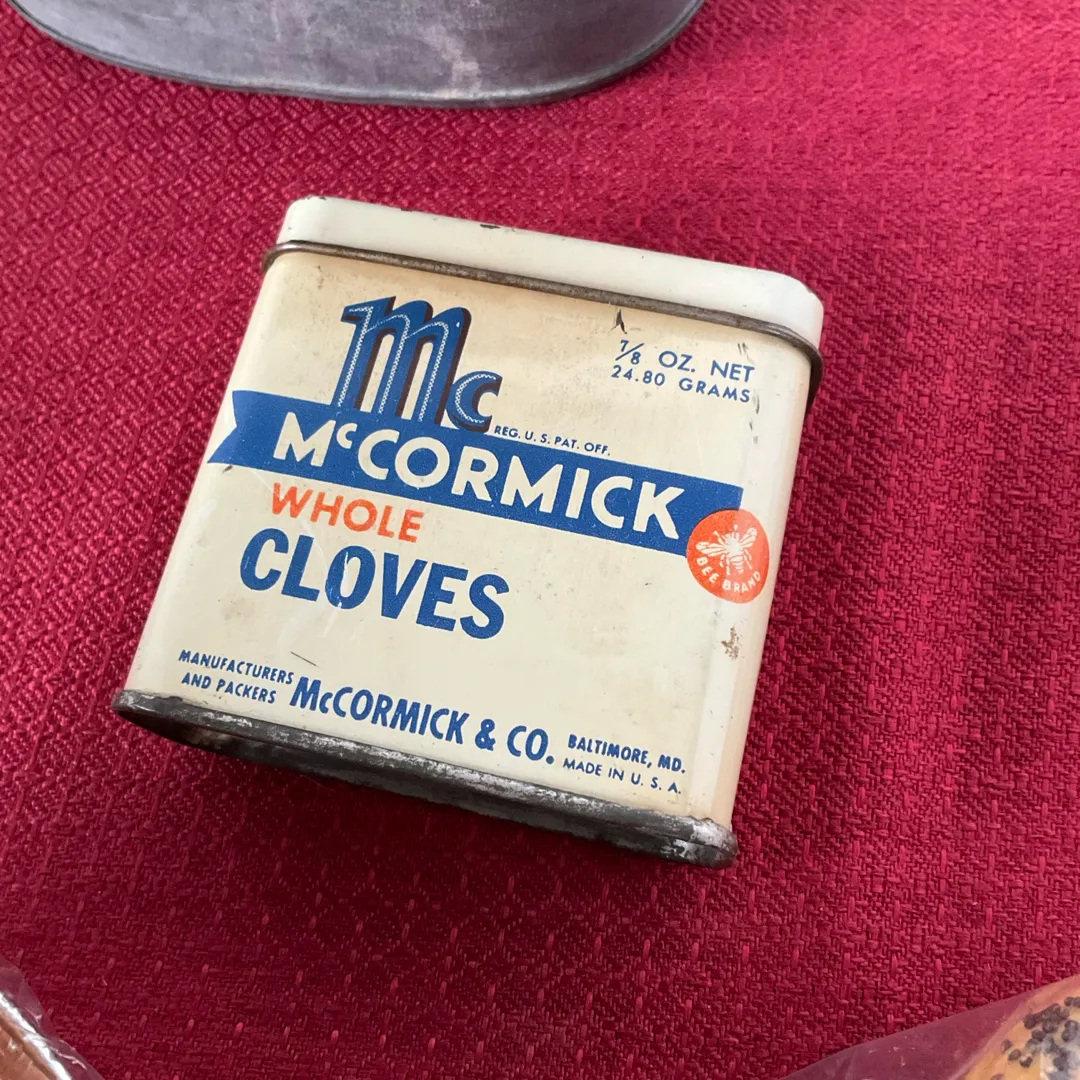 Mc
7/8 OZ. NET
24.80 GRAMS
REG. U. S. PAT. OFF.
McCORMICK
WHOLE
CLOVES
BEE BRAND
MANUFACTURERS
AND PACKERS
McCORMICK & CO.
BALTIMORE, MD.
MADE IN U. S. A.